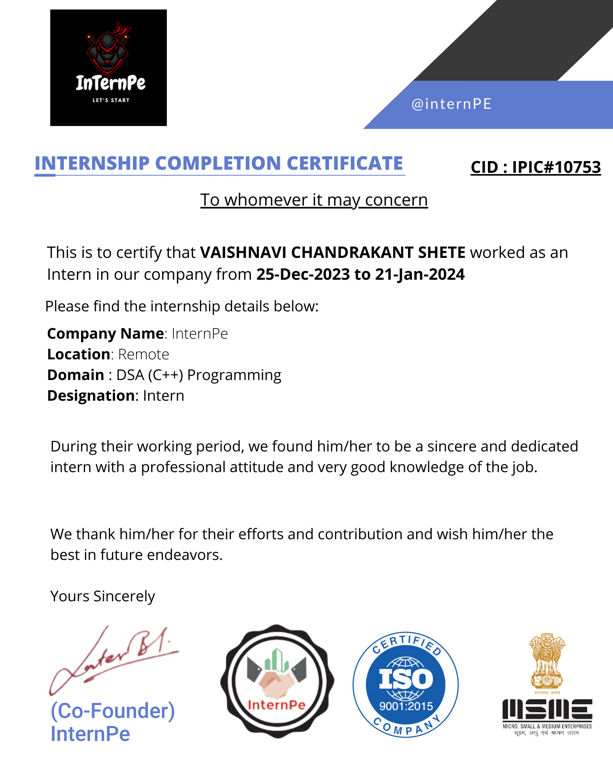 InTernPe
LET'S START
@internPE
INTERNSHIP COMPLETION CERTIFICATE
CID : IPIC#10753
To whomever it may concern
This is to certify that VAISHNAVI CHANDRAKANT SHETE worked as an
Intern in our company from 25-Dec-2023 to 21-Jan-2024
Please find the internship details below:
Company Name: InternPe
Location: Remote
Domain : DSA (C++) Programming
Designation: Intern
During their working period, we found him/her to be a sincere and dedicated
intern with a professional attitude and very good knowledge of the job.
We thank him/her for their efforts and contribution and wish him/her the
best in future endeavors.
Yours Sincerely
(Co-Founder)
InternPe
InternPe
CERTIFIED
ISO
9001:2015
COMPANY
MSME
MICRO, SMALL & MEDIUM ENTERPRISES
सूक्ष्म, लघु एवं मध्यम उद्यम